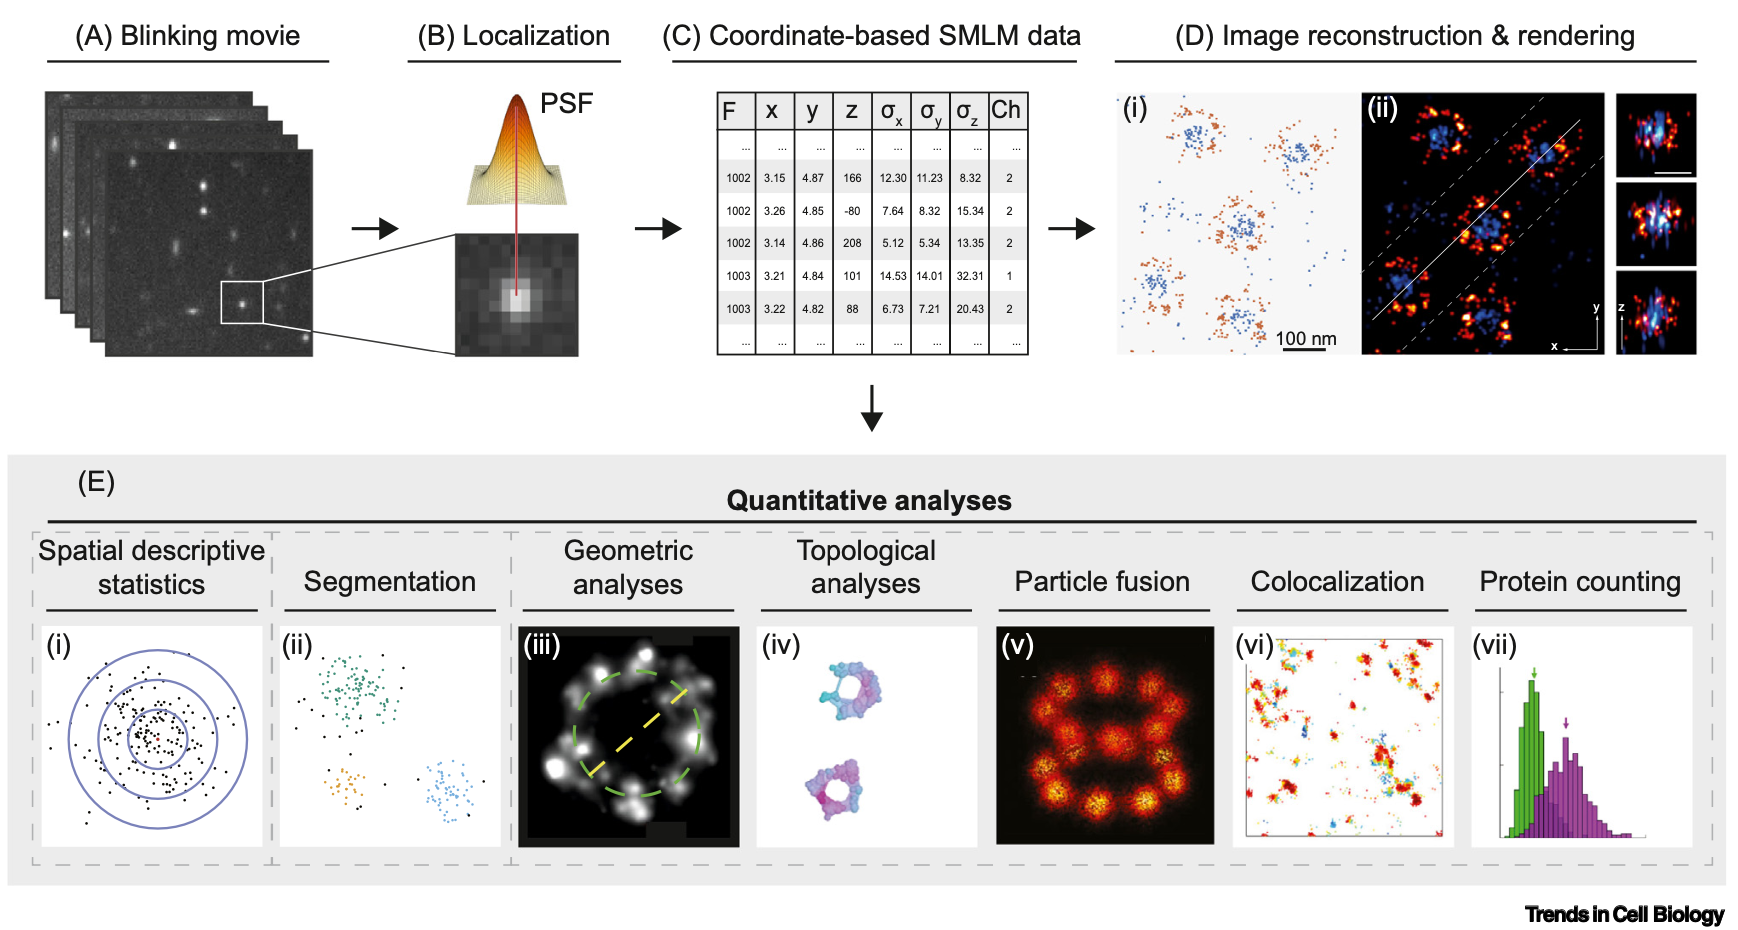 (A) Blinking movie
(B) Localization
(C) Coordinate-based SMLM data
(D) Image reconstruction & rendering
PSF
F x y z σx σy σz Ch
... ... ... ... ... ... ... ...
1002 3.15 4.87 166 12.30 11.23 8.32 2
1002 3.26 4.85 -80 7.64 8.32 15.34 2
1002 3.14 4.86 208 5.12 5.34 13.35 2
1003 3.21 4.84 101 14.53 14.01 32.31 1
1003 3.22 4.82 88 6.73 7.21 20.43 2
... ... ... ... ... ... ... ...
(i)
100 nm
(ii)
y
x
z
(E)
Quantitative analyses
Spatial descriptive
statistics
Segmentation
Geometric
analyses
Topological
analyses
Particle fusion
Colocalization
Protein counting
(i)
(ii)
(iii)
(iv)
(v)
(vi)
(vii)
Trends in Cell Biology